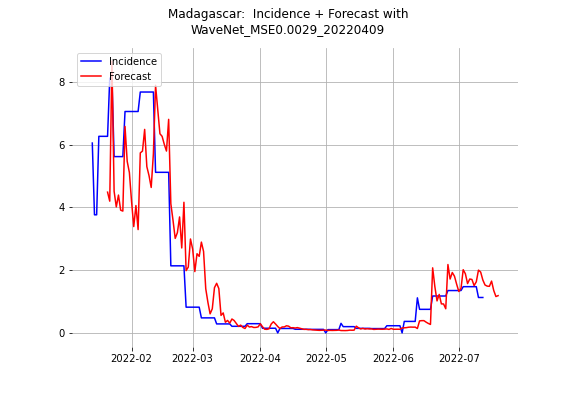 Madagascar:  Incidence + Forecast with
WaveNet_MSE0.0029_20220409
Incidence
Forecast
8
6
4
2
0
2022-02
2022-03
2022-04
2022-05
2022-06
2022-07